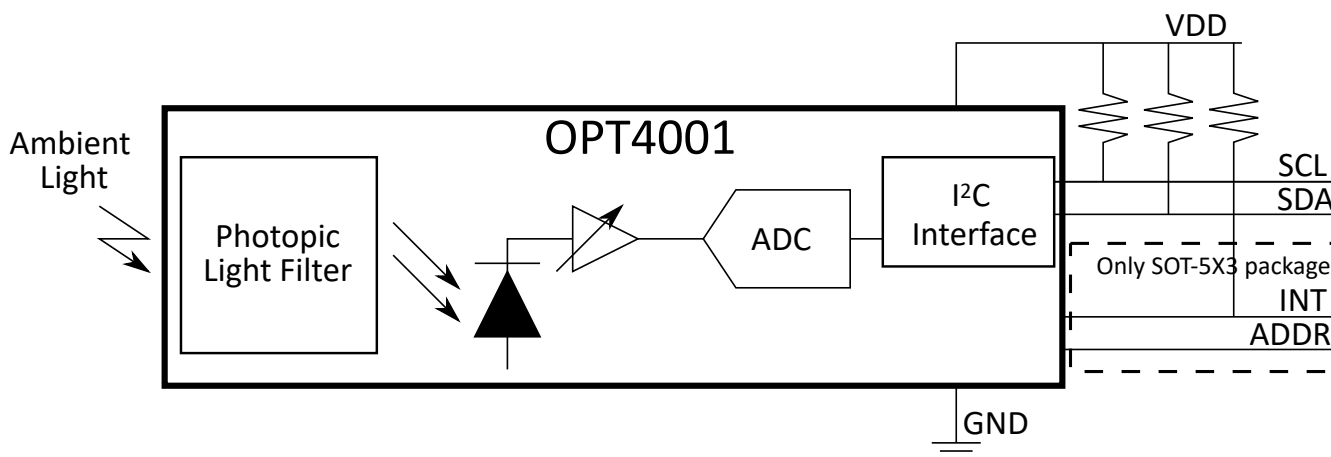 VDD
OPT4001
Ambient
Light
Photopic
Light Filter
ADC
I²C
Interface
SCL
SDA
Only SOT-5X3 package
INT
ADDR
GND